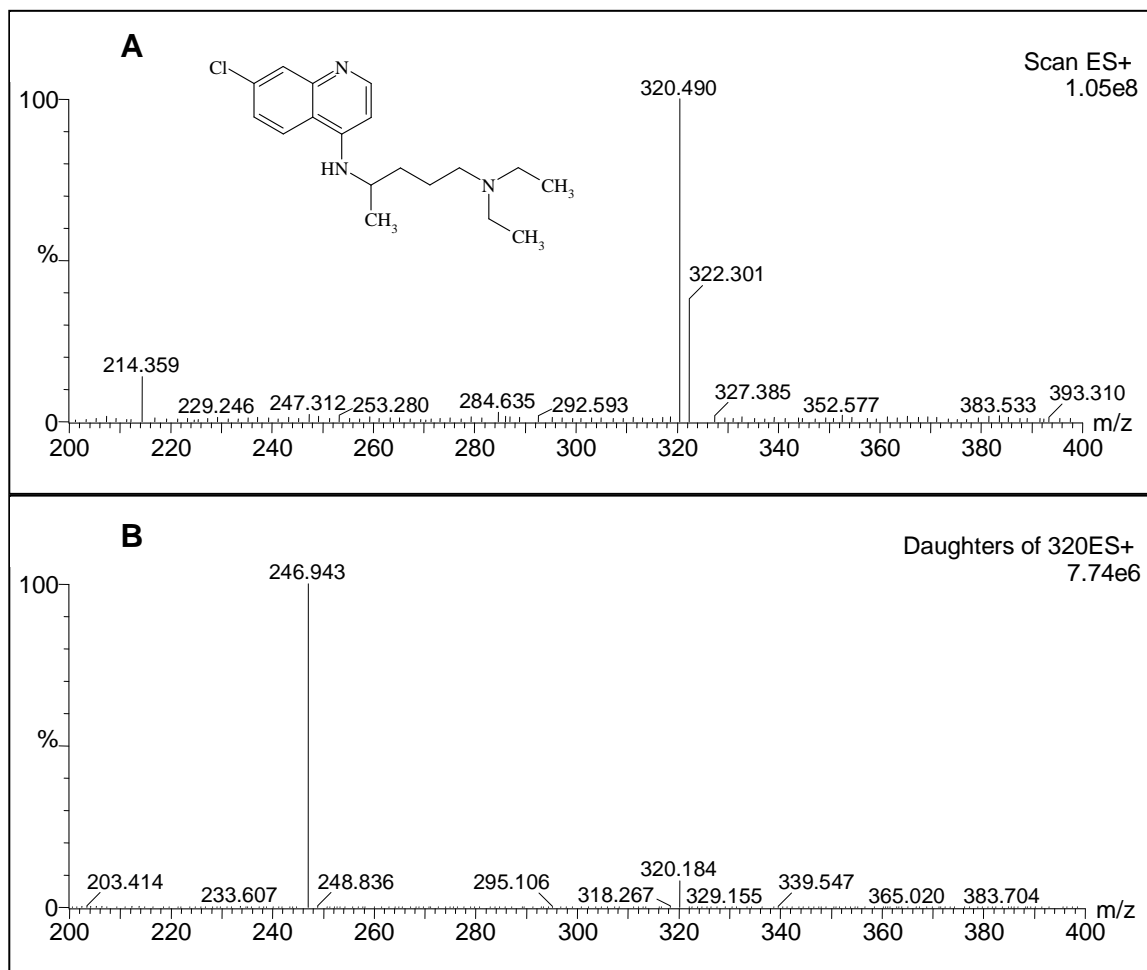 A
Scan ES+
1.05e8
Cl
N
HN
N
CH3
CH3
CH3
100
%
0
320.490
322.301
214.359
229.246
247.312
253.280
284.635
292.593
327.385
352.577
383.533
393.310
200 220 240 260 280 300 320 340 360 380 400 m/z
B
Daughters of 320ES+
7.74e6
100
%
0
246.943
203.414
233.607
248.836
295.106
318.267
320.184
329.155
339.547
365.020
383.704
200 220 240 260 280 300 320 340 360 380 400 m/z